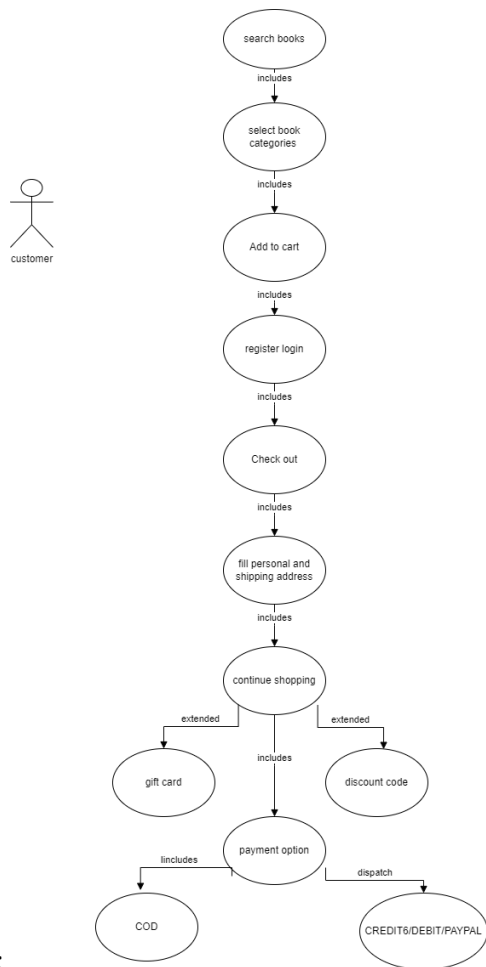 search books
includes
select book
categories
includes
customer
Add to cart
includes
register login
includes
Check out
includes
fill personal and
shipping address
includes
continue shopping
extended
extended
includes
gift card
discount code
payment option
Iincludes
dispatch
COD
CREDIT6/DEBIT/PAYPAL